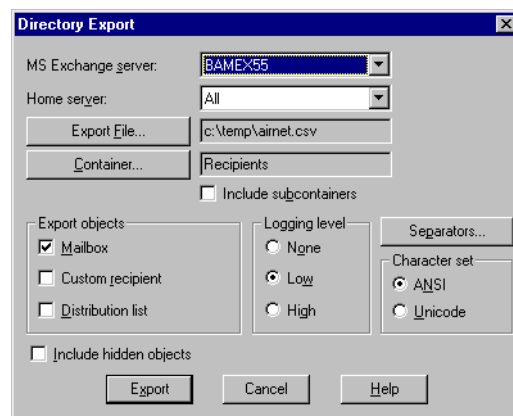 Directory Export
MS Exchange server: BAMEX55
Home server: All
Export File... c:\temp\airnet.csv
Container... Recipients
Include subcontainers
Export objects
Mailbox
Custom recipient
Distribution list
Logging level
None
Low
High
Separators...
Character set
ANSI
Unicode
Include hidden objects
Export Cancel Help